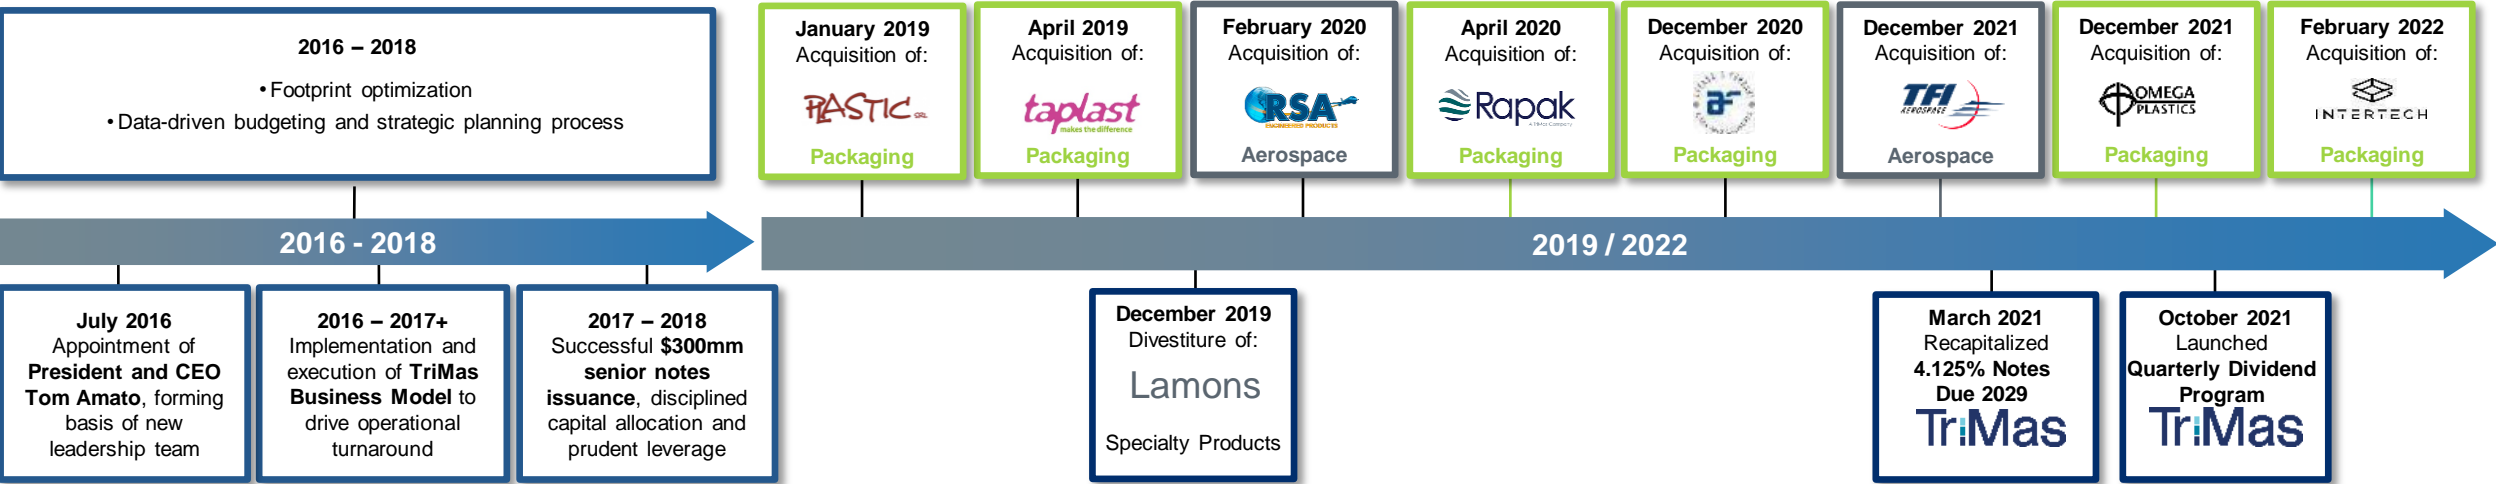 2016 – 2018
• Footprint optimization
• Data-driven budgeting and strategic planning process
January 2019
Acquisition of:
PLASTIC SRL
Packaging
April 2019
Acquisition of:
taplast
makes the difference
Packaging
February 2020
Acquisition of:
RSA
ENGINEERED PRODUCTS
Aerospace
April 2020
Acquisition of:
Rapak
A TriMas Company
Packaging
December 2020
Acquisition of:
Packaging
December 2021
Acquisition of:
TFI
AEROSPACE
Aerospace
December 2021
Acquisition of:
OMEGA
PLASTICS
Packaging
February 2022
Acquisition of:
INTERTECH
Packaging
2016 - 2018
2019 / 2022
July 2016
Appointment of
President and CEO
Tom Amato, forming
basis of new
leadership team
2016 – 2017+
Implementation and
execution of TriMas
Business Model to
drive operational
turnaround
2017 – 2018
Successful $300mm
senior notes
issuance, disciplined
capital allocation and
prudent leverage
December 2019
Divestiture of:
Lamons
Specialty Products
March 2021
Recapitalized
4.125% Notes
Due 2029
TriMas
October 2021
Launched
Quarterly Dividend
Program
TriMas